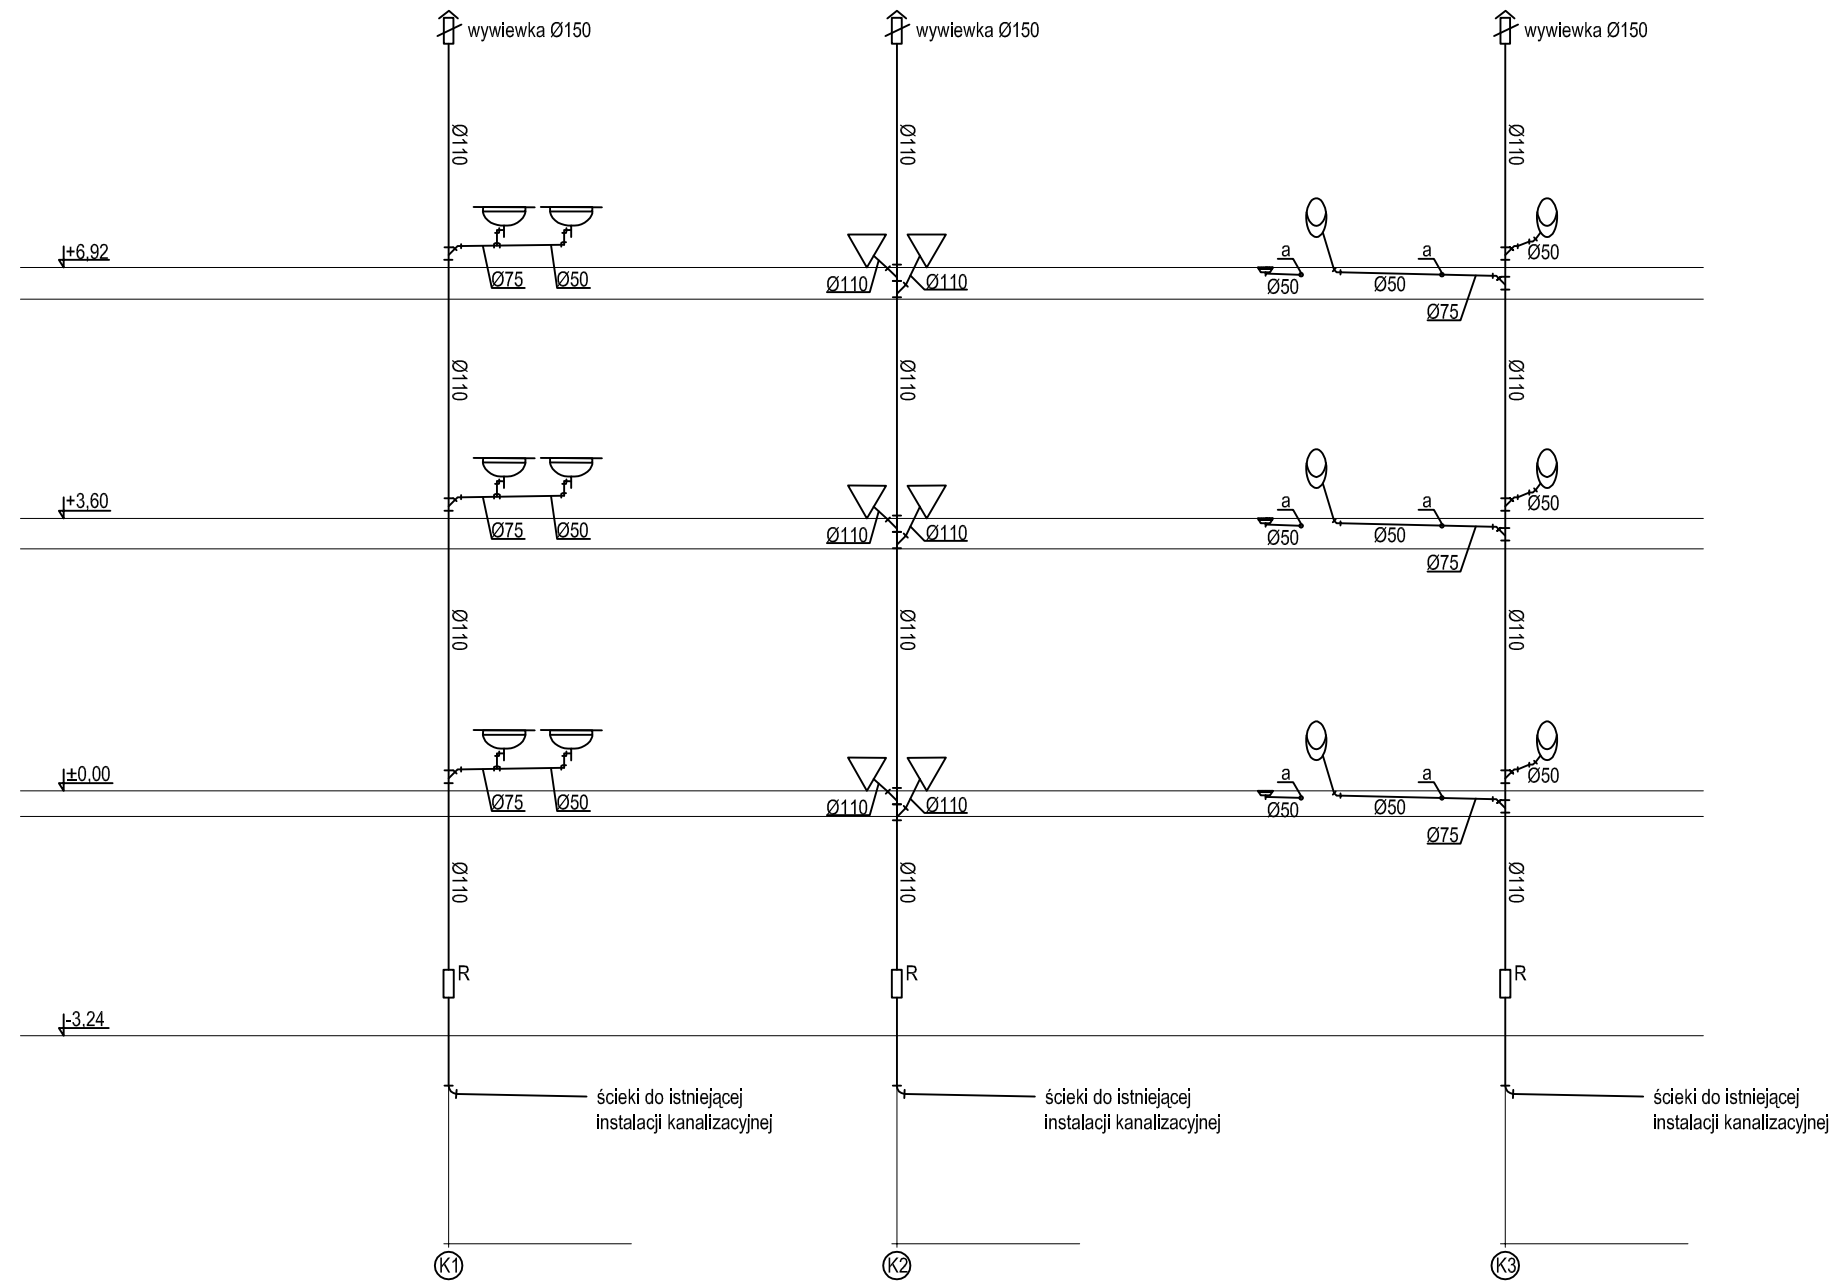 wywiewka Ø150
wywiewka Ø150
wywiewka Ø150
Ø110
Ø110
Ø110
+6,92
Ø75
Ø50
Ø110
Ø110
a
Ø50
a
Ø50
Ø75
Ø50
Ø110
Ø110
Ø110
+3,60
Ø75
Ø50
Ø110
Ø110
a
Ø50
a
Ø50
Ø75
Ø50
Ø110
Ø110
Ø110
±0,00
Ø75
Ø50
Ø110
Ø110
a
Ø50
a
Ø50
Ø75
Ø50
Ø110
Ø110
Ø110
R
R
R
-3,24
ścieki do istniejącej
instalacji kanalizacyjnej
ścieki do istniejącej
instalacji kanalizacyjnej
ścieki do istniejącej
instalacji kanalizacyjnej
K1
K2
K3